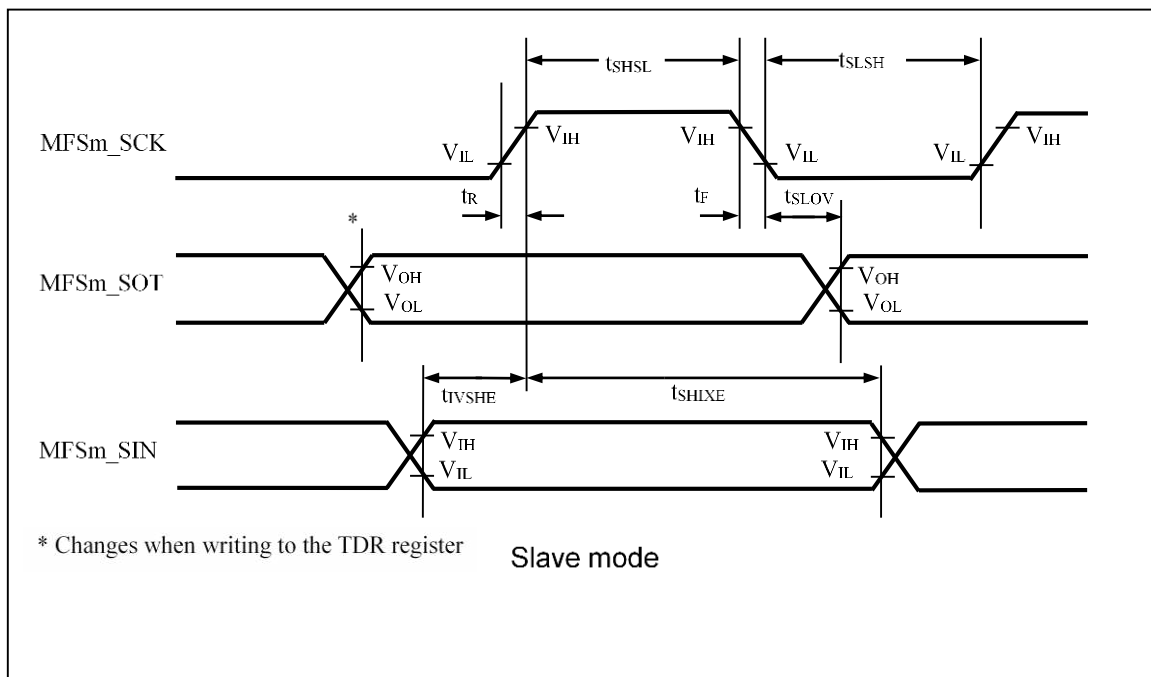 tSHSL
tSLSH
MFSm_SCK
VIL
VIH
VIH
VIL
VIL
VIH
tR
tF
tSLOV
*
MFSm_SOT
VOH
VOL
VOH
VOL
tIVSHE
tSHIXE
MFSm_SIN
VIH
VIL
VIH
VIL
* Changes when writing to the TDR register
Slave mode